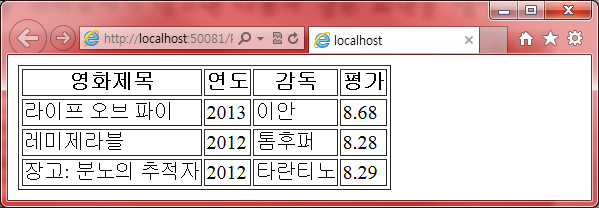 http://localhost:50081/F
localhost
영화제목 연도 감독 평가
라이프 오브 파이 2013 이안 8.68
레미제라블 2012 톰후퍼 8.28
장고: 분노의 추적자 2012 타란티노 8.29